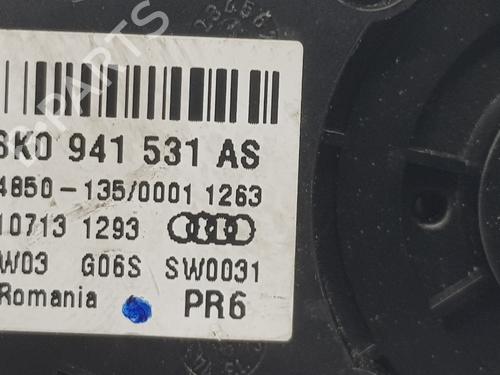 8K0 941 531 AS
4850-135/0001 1263
10713 1293
W03 G06S SW0031
Romania PR6